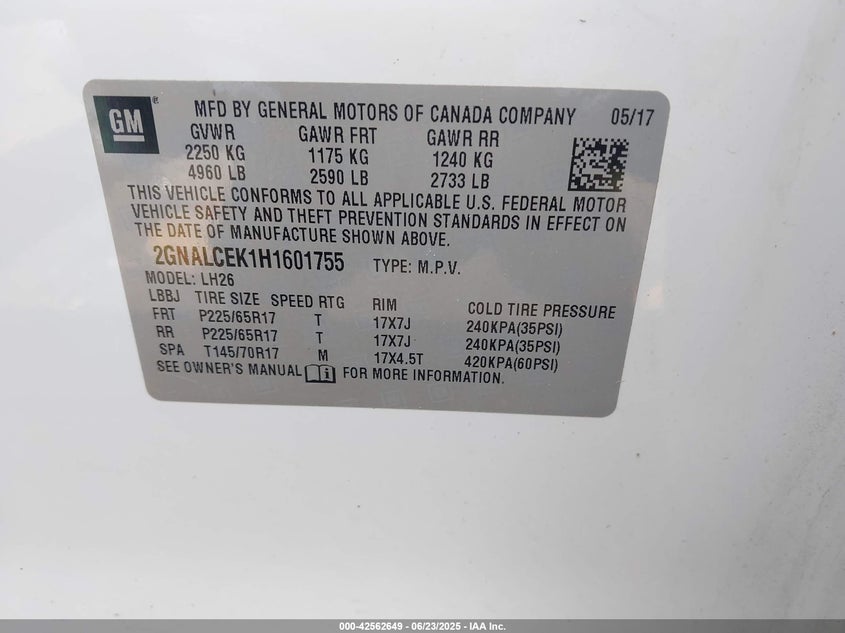 GM
®
MFD BY GENERAL MOTORS OF CANADA COMPANY 05/17
GVWR GAWR FRT GAWR RR
2250 KG 1175 KG 1240 KG
4960 LB 2590 LB 2733 LB
THIS VEHICLE CONFORMS TO ALL APPLICABLE U.S. FEDERAL MOTOR
VEHICLE SAFETY AND THEFT PREVENTION STANDARDS IN EFFECT ON
THE DATE OF MANUFACTURE SHOWN ABOVE.
2GNALCEK1H1601755 TYPE: M.P.V.
MODEL: LH26
LBBJ TIRE SIZE SPEED RTG RIM COLD TIRE PRESSURE
FRT P225/65R17 T 17X7J 240KPA(35PSI)
RR P225/65R17 T 17X7J 240KPA(35PSI)
SPA T145/70R17 M 17X4.5T 420KPA(60PSI)
SEE OWNER'S MANUAL FOR MORE INFORMATION.
000-42562649 - 06/23/2025 - IAA Inc.